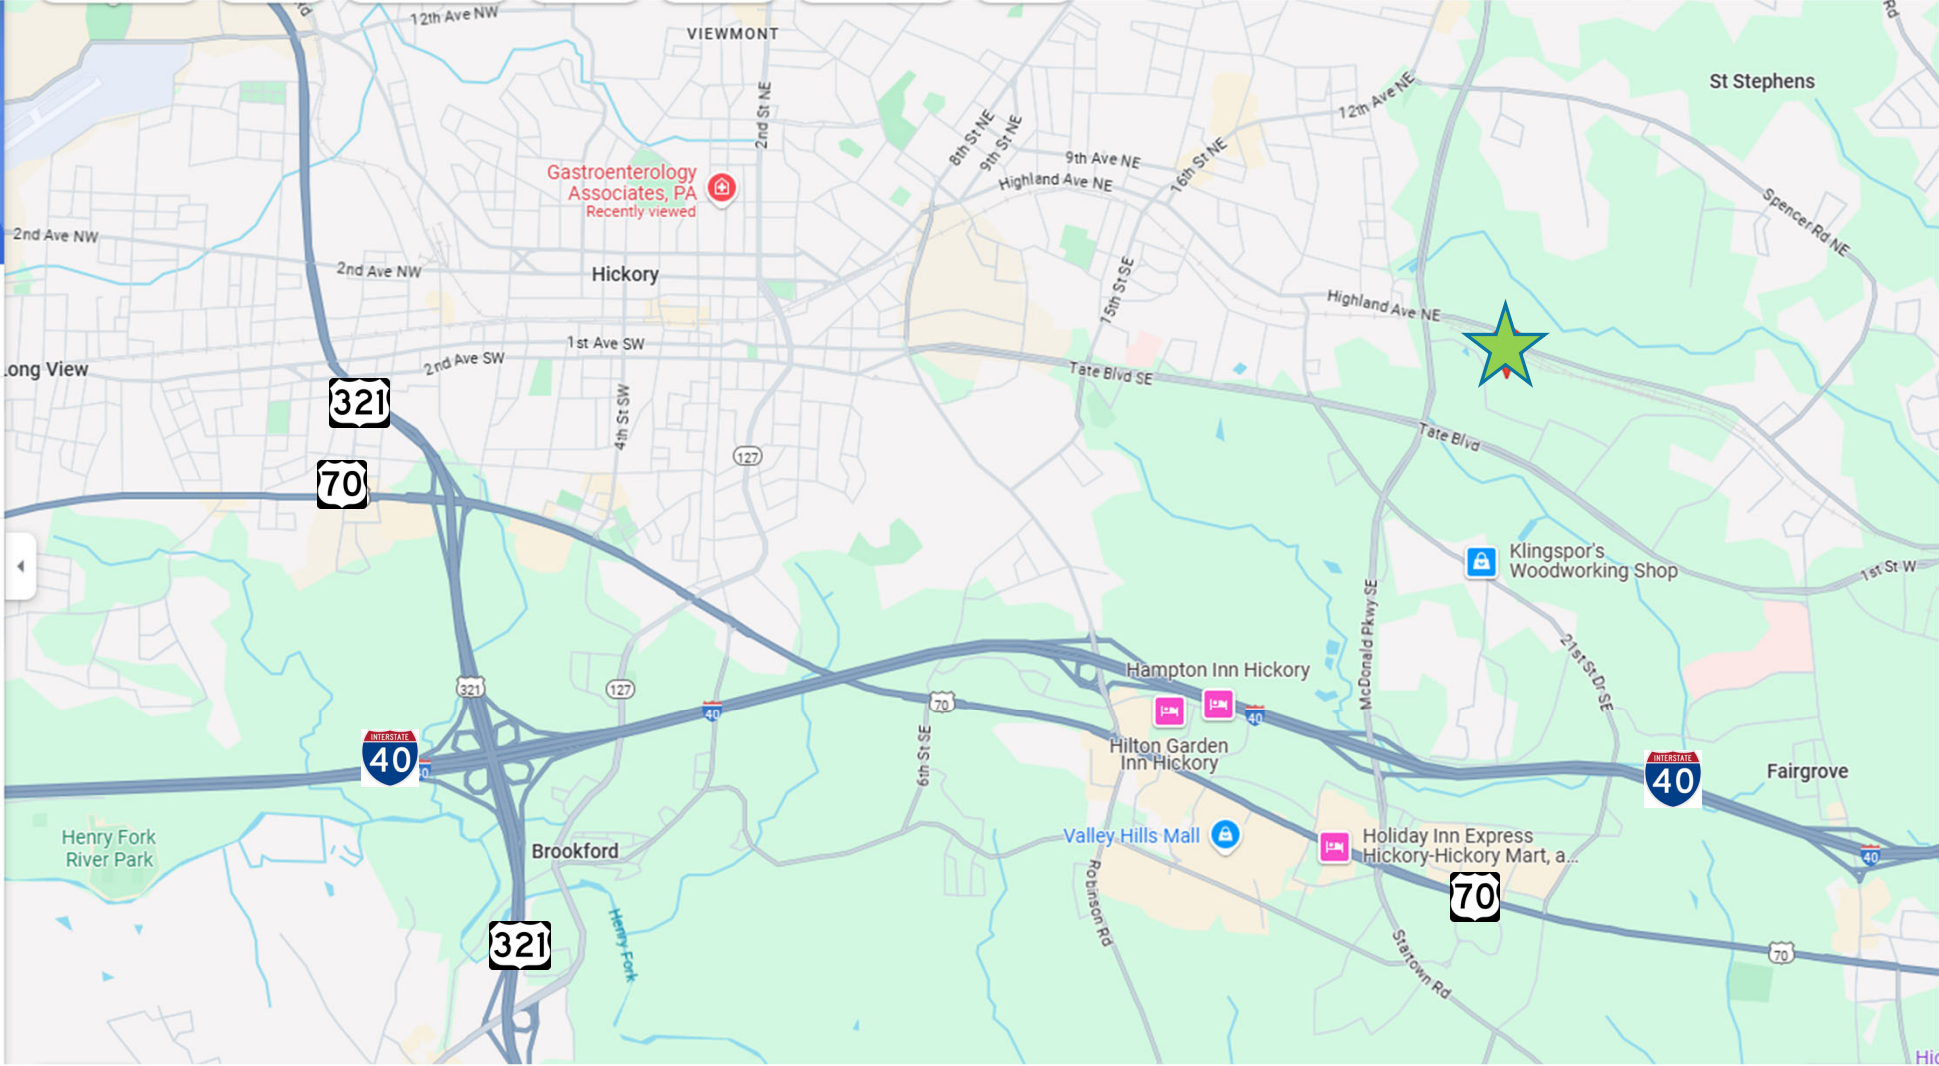 12th Ave NW
VIEWMONT
St Stephens
2nd St NE
8th St NE
9th St NE
12th Ave NE
9th Ave NE
16th St NE
Highland Ave NE
Gastroenterology
Associates, PA
Recently viewed
Spencer Rd NE
2nd Ave NW
2nd Ave NW
Hickory
15th St SE
Highland Ave NE
1st Ave SW
2nd Ave SW
Long View
Tate Blvd SE
321
4th St SW
Tate Blvd
127
70
Klingspor's
Woodworking Shop
1st St W
McDonald Pkwy SE
21st St Dr SE
Hampton Inn Hickory
321
127
40
70
40
Hilton Garden
Inn Hickory
6th St SE
INTERSTATE
40
INTERSTATE
40
Fairgrove
Henry Fork
River Park
Brookford
Valley Hills Mall
Holiday Inn Express
Hickory-Hickory Mart, a...
40
Robinson Rd
70
321
Henry Fork
Startown Rd
70